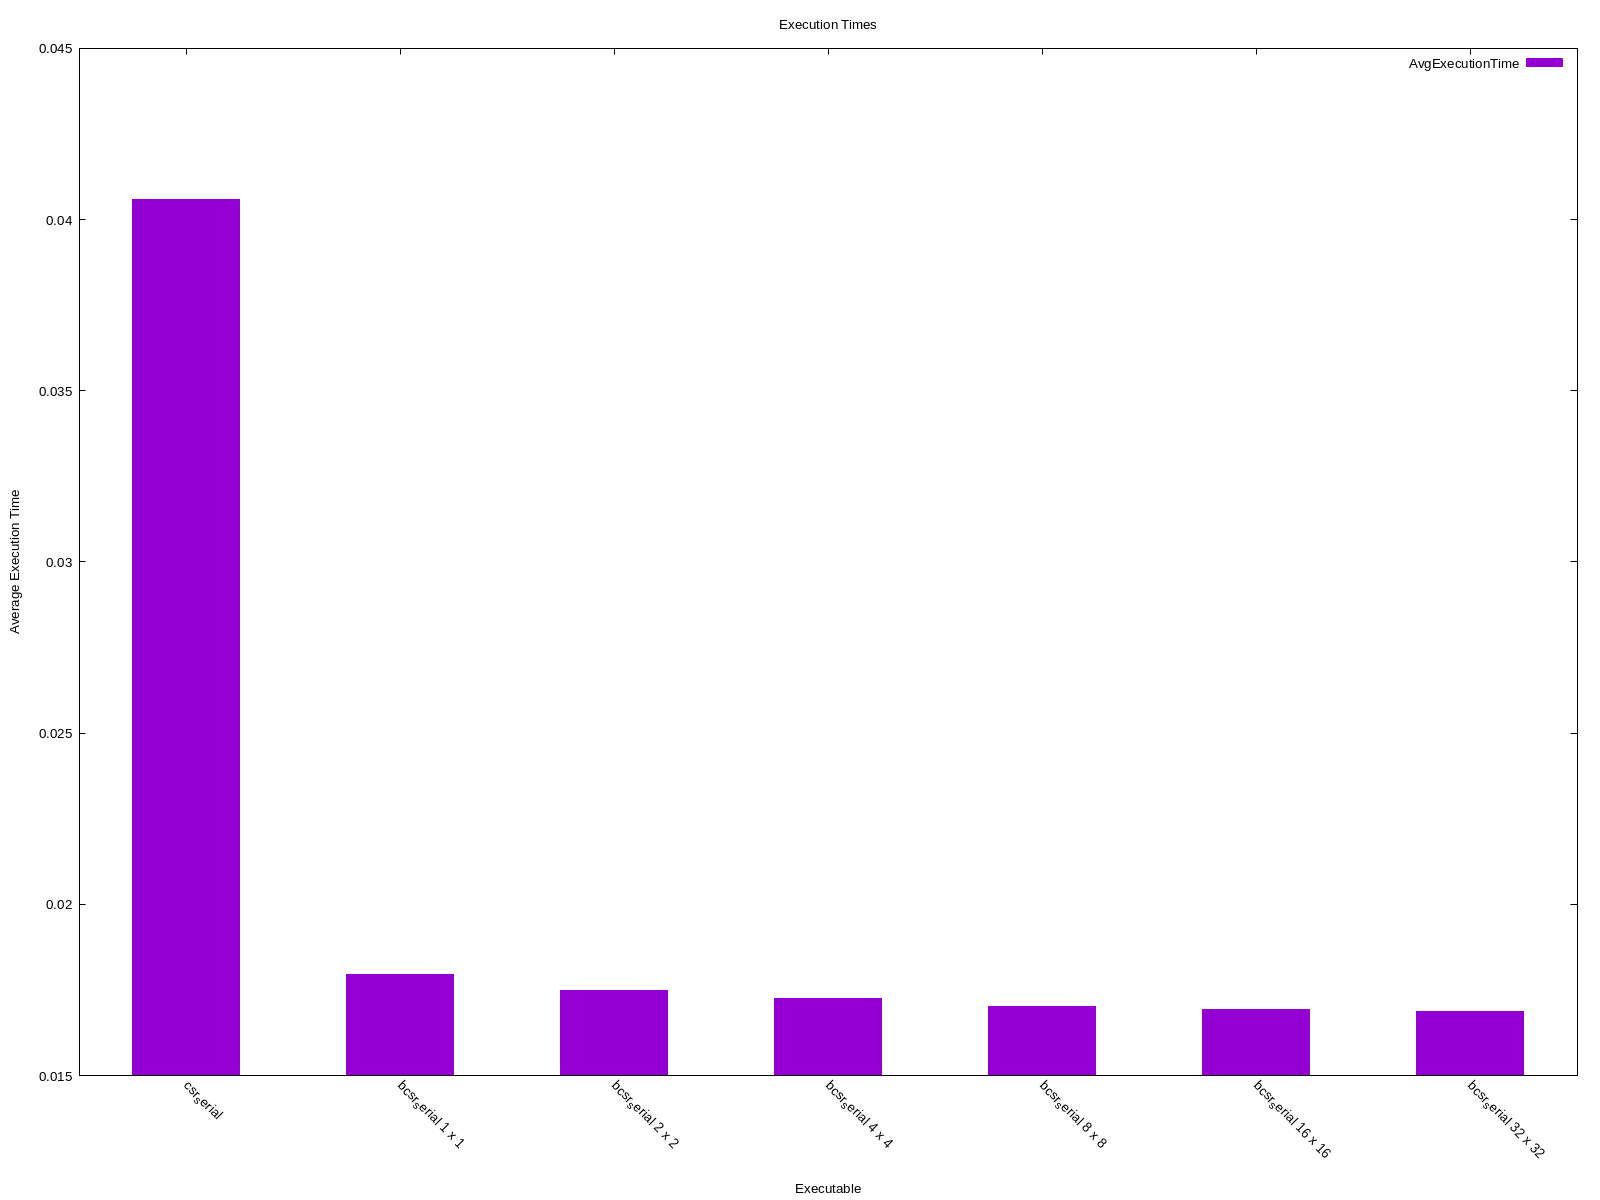 Execution Times
AvgExecutionTime
0.045
0.04
0.035
0.03
0.025
0.02
0.015
Average Execution Time
csrserial
bcsrserial 1 x 1
bcsrserial 2 x 2
bcsrserial 4 x 4
bcsrserial 8 x 8
bcsrserial 16 x 16
bcsrserial 32 x 32
Executable